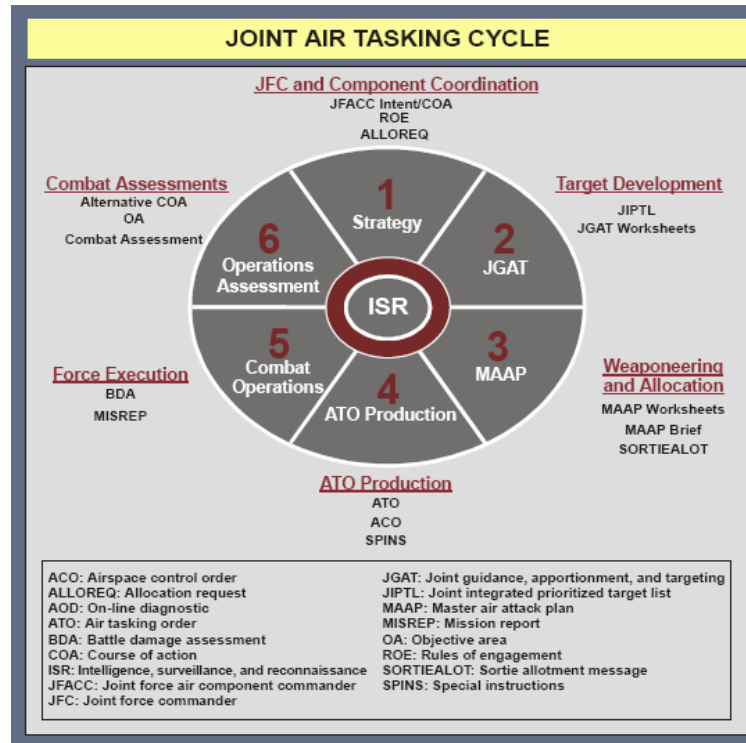 JOINT AIR TASKING CYCLE
JFC and Component Coordination
JFACC Intent/COA
ROE
ALLOREQ
Combat Assessments
Alternative COA
OA
Combat Assessment
Target Development
JIPTL
JGAT Worksheets
1
Strategy
2
JGAT
3
MAAP
4
ATO Production
5
Combat
Operations
6
Operations
Assessment
ISR
Force Execution
BDA
MISREP
Weaponeering
and Allocation
MAAP Worksheets
MAAP Brief
SORTIEALOT
ATO Production
ATO
ACO
SPINS
ACO: Airspace control order
ALLOREQ: Allocation request
AOD: On-line diagnostic
ATO: Air tasking order
BDA: Battle damage assessment
COA: Course of action
ISR: Intelligence, surveillance, and reconnaissance
JFACC: Joint force air component commander
JFC: Joint force commander
JGAT: Joint guidance, apportionment, and targeting
JIPTL: Joint integrated prioritized target list
MAAP: Master air attack plan
MISREP: Mission report
OA: Objective area
ROE: Rules of engagement
SORTIEALOT: Sortie allotment message
SPINS: Special instructions